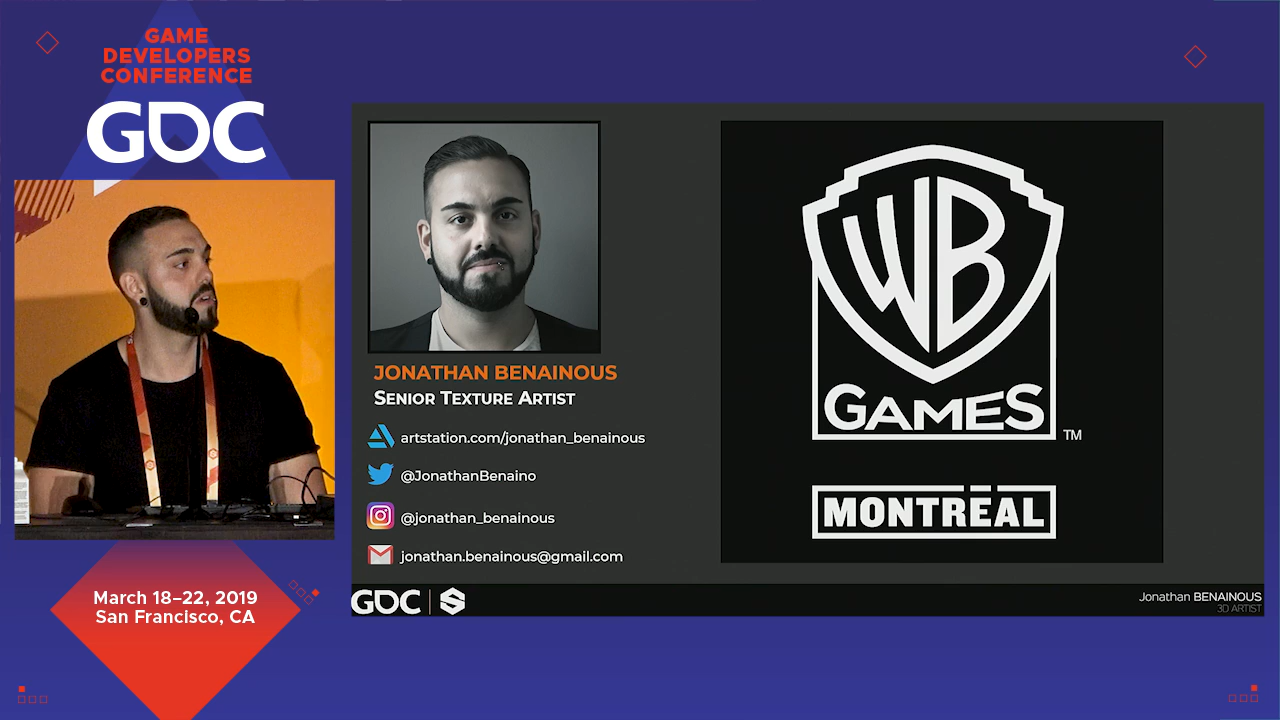 GAME
DEVELOPERS
CONFERENCE
GDC
March 18–22, 2019
San Francisco, CA
JONATHAN BENAINOUS
SENIOR TEXTURE ARTIST
artstation.com/jonathan_benainous
@JonathanBenaino
@jonathan_benainous
jonathan.benainous@gmail.com
WB
GAMES
TM
MONTRĒAL
GDC
Jonathan BENAINOUS
3D ARTIST